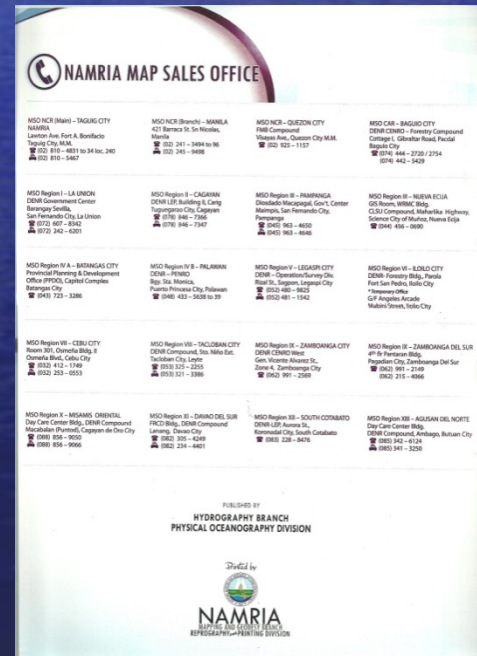 NAMRIA MAP SALES OFFICE
MSO NCR (Main) – TAGUIG CITY
NAMRIA
Lawton Ave. Fort A. Bonifacio
Taguig City, M.M.
(02) 810 – 4831 to 34 loc. 240
(02) 810 – 5467
MSO NCR (Branch) – MANILA
421 Barraca St. Sn Nicolas,
Manila
(02) 241 – 3494 to 96
(02) 245 – 9498
MSO NCR – QUEZON CITY
FMB Compound
Visayas Ave., Quezon City M.M.
(02) 925 – 1157
MSO CAR – BAGUIO CITY
DENR CENRO – Forestry Compound
Cottage I, Gibraltar Road, Pacdal
Baguio City
(074) 444 – 2720 / 2754
(074) 442 – 5429
MSO Region I – LA UNION
DENR Government Center
Barangay Sevilla,
San Fernando City, La Union
(072) 607 – 8342
(072) 242 – 6201
MSO Region II – CAGAYAN
DENR LEP, Building II, Carig
Tuguegarao City, Cagayan
(078) 846 – 7366
(078) 846 – 7347
MSO Region III – PAMPANGA
Diosdado Macapagal, Gov't. Center
Maimpis, San Fernando City,
Pampanga
(045) 963 – 4650
(045) 963 – 4646
MSO Region III – NUEVA ECIJA
GIS Room, WRMC Bldg.
CLSU Compound, Maharlika Highway,
Science City of Muñoz, Nueva Ecija
(044) 456 – 0690
MSO Region IV A – BATANGAS CITY
Provincial Planning & Development
Office (PPDO), Capitol Complex
Batangas City
(043) 723 – 3286
MSO Region IV B – PALAWAN
DENR – PENRO
Bgy. Sta. Monica,
Puerto Princesa City, Palawan
(048) 433 – 5638 to 39
MSO Region V – LEGASPI CITY
DENR – Operation/Survey Div.
Rizal St., Sagpon, Legaspi City
(052) 480 – 9825
(052) 481 – 1542
MSO Region VI – ILOILO CITY
DENR- Forestry Bldg., Parola
Fort San Pedro, Iloilo City
*Temporary Office
G/F Angeles Arcade
Mabini Street, Iloilo City
MSO Region VII – CEBU CITY
Room 301, Osmeña Bldg. II
Osmeña Blvd., Cebu City
(032) 412 – 1749
(032) 253 – 0553
MSO Region VIII – TACLOBAN CITY
DENR Compound, Sto. Niño Ext.
Tacloban City, Leyte
(053) 325 – 2255
(053) 321 – 3386
MSO Region IX – ZAMBOANGA CITY
DENR CENRO West
Gen. Vicente Alvarez St.,
Zone 4, Zamboanga City
(062) 991 – 2569
MSO Region IX – ZAMBOANGA DEL SUR
4th flr Pantaran Bldg.
Pagadian City, Zamboanga Del Sur
(062) 991 – 2149
(062) 215 – 4066
MSO Region X – MISAMIS ORIENTAL
Day Care Center Bldg., DENR Compound
Macabalan (Puntod), Cagayan de Oro City
(088) 856 – 9050
(088) 856 – 9066
MSO Region XI – DAVAO DEL SUR
FRCD Bldg., DENR Compound
Lanang, Davao City
(082) 305 – 4249
(082) 234 – 4401
MSO Region XII – SOUTH COTABATO
DENR-LEP, Aurora St.,
Koronadal City, South Cotabato
(083) 228 – 8476
MSO Region XIII – AGUSAN DEL NORTE
Day Care Center Bldg.
DENR Compound, Ambago, Butuan City
(085) 342 – 6124
(085) 341 – 3250
PUBLISHED BY
HYDROGRAPHY BRANCH
PHYSICAL OCEANOGRAPHY DIVISION
Printed by
NAMRIA
MAPPING AND GEODESY BRANCH
REPROGRAPHY and PRINTING DIVISION